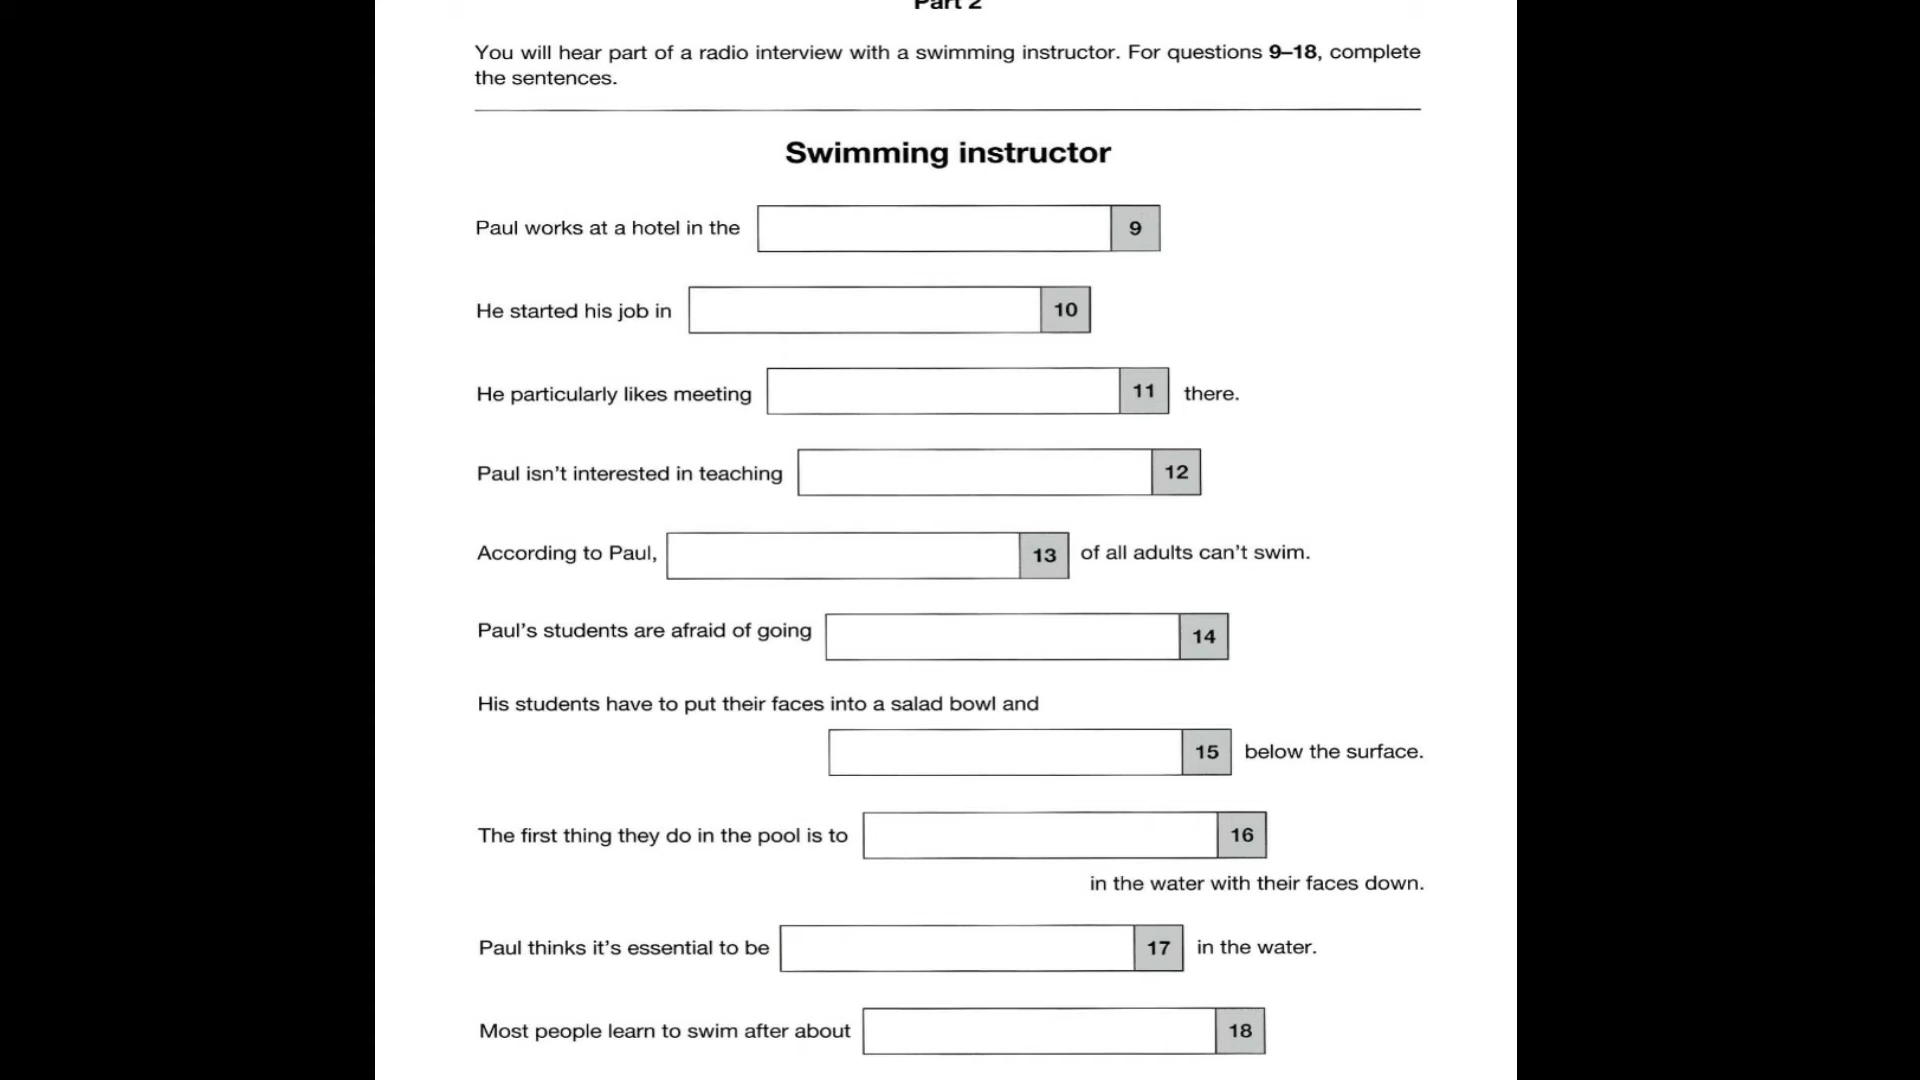 Part 2
You will hear part of a radio interview with a swimming instructor. For questions 9–18, complete
the sentences.
Swimming instructor
Paul works at a hotel in the 9
He started his job in 10
He particularly likes meeting 11 there.
Paul isn't interested in teaching 12
According to Paul, 13 of all adults can't swim.
Paul's students are afraid of going 14
His students have to put their faces into a salad bowl and
15 below the surface.
The first thing they do in the pool is to 16
in the water with their faces down.
Paul thinks it's essential to be 17 in the water.
Most people learn to swim after about 18